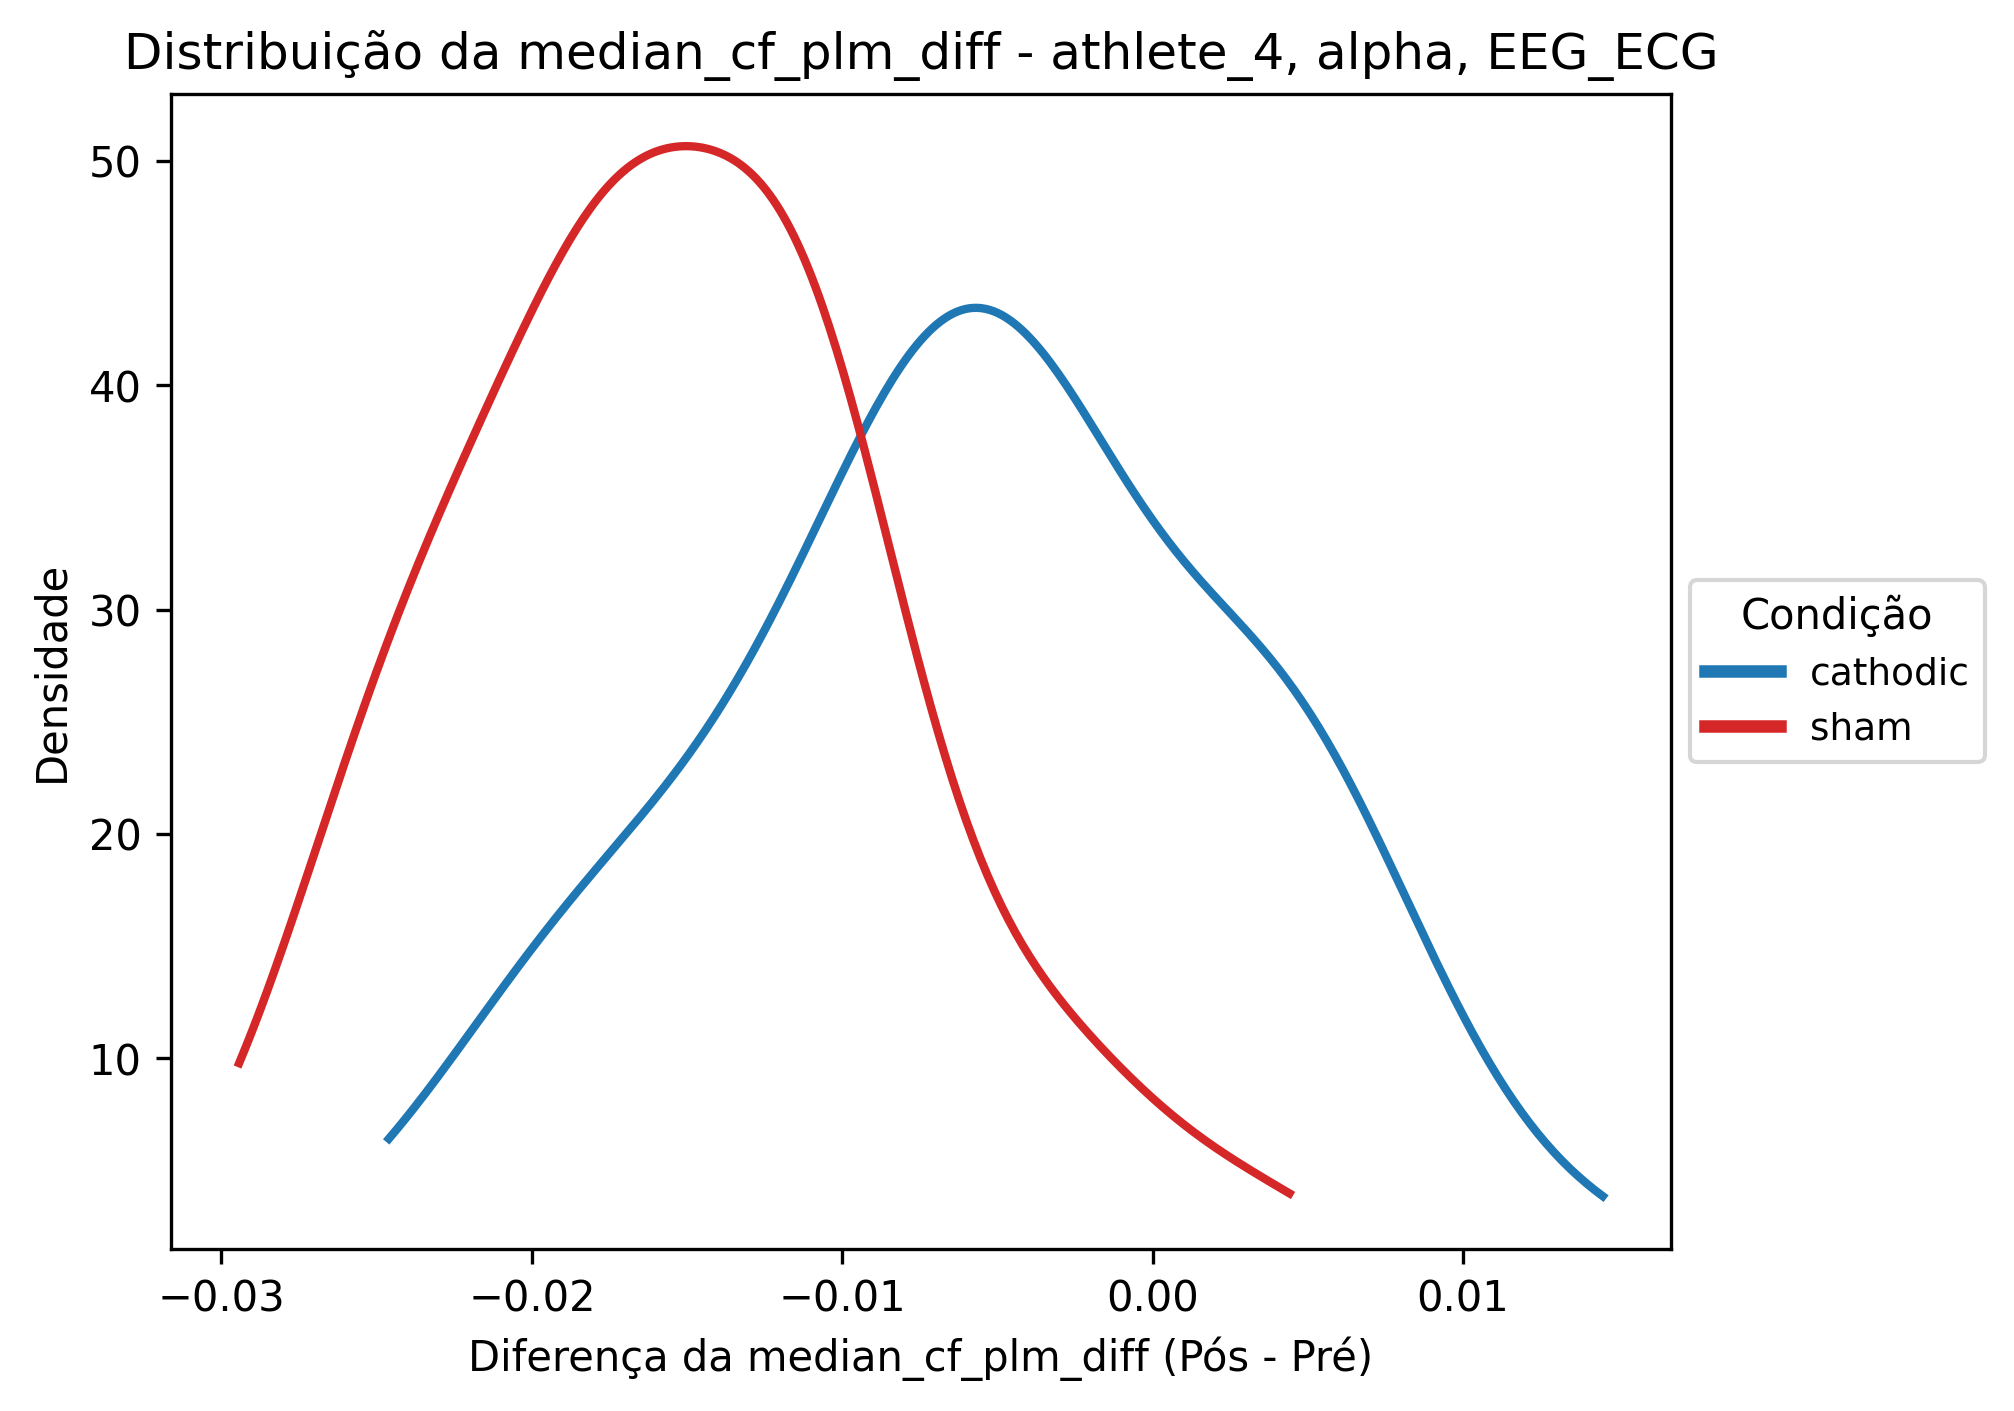 Distribuição da median_cf_plm_diff - athlete_4, alpha, EEG_ECG
50
40
30
20
10
Densidade
−0.03
−0.02
−0.01
0.00
0.01
Diferença da median_cf_plm_diff (Pós - Pré)
Condição
cathodic
sham